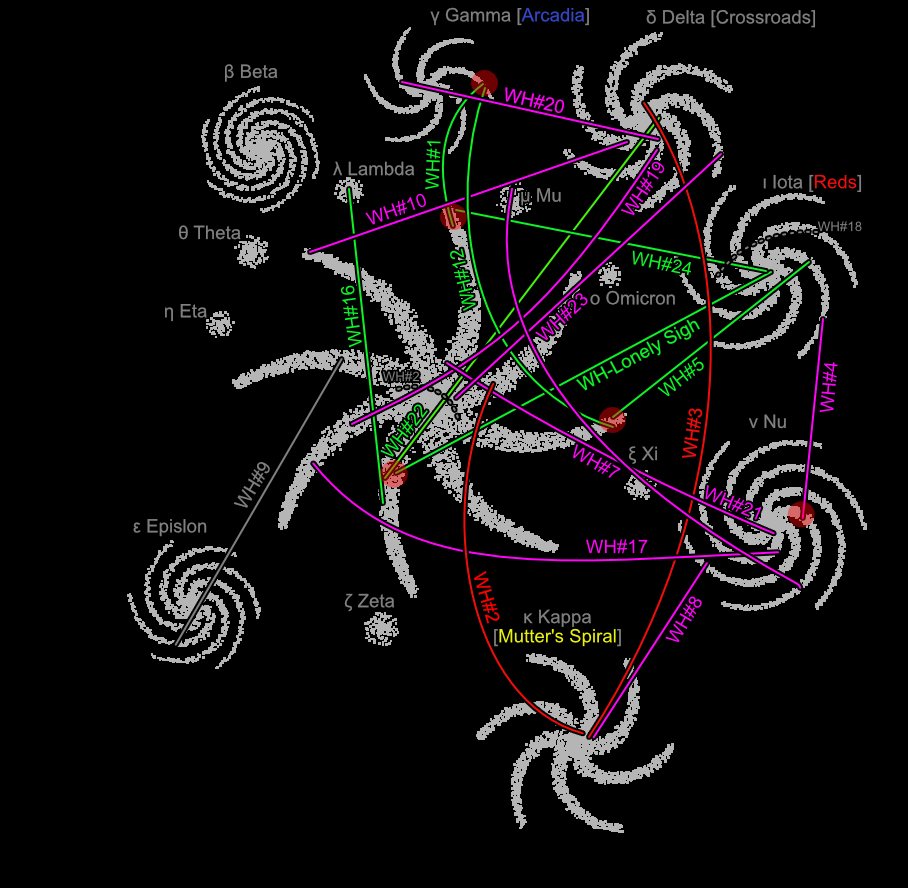 γ Gamma [Arcadia]
δ Delta [Crossroads]
β Beta
WH#20
WH#1
λ Lambda
μ Mu
WH#19
ι Iota [Reds]
WH#10
θ Theta
WH#18
WH#12
WH#24
η Eta
WH#16
ο Omicron
WH#23
WH-Lonely Sigh
WH#5
WH#2
WH#4
WH#22
WH#3
ν Nu
WH#7
ξ Xi
WH#9
WH#21
ε Epislon
WH#17
ζ Zeta
WH#2
κ Kappa
[Mutter's Spiral]
WH#8